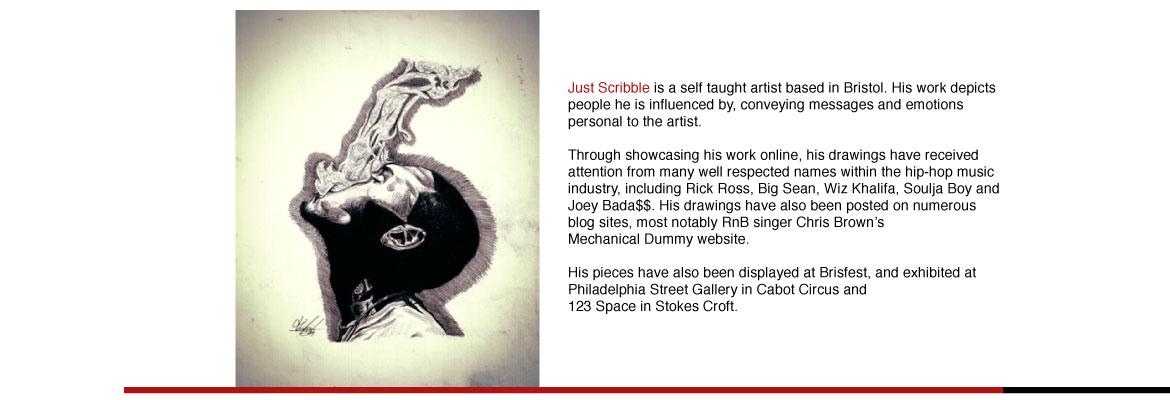 Just Scribble is a self taught artist based in Bristol. His work depicts
people he is influenced by, conveying messages and emotions
personal to the artist.
Through showcasing his work online, his drawings have received
attention from many well respected names within the hip-hop music
industry, including Rick Ross, Big Sean, Wiz Khalifa, Soulja Boy and
Joey Bada$$. His drawings have also been posted on numerous
blog sites, most notably RnB singer Chris Brown’s
Mechanical Dummy website.
His pieces have also been displayed at Brisfest, and exhibited at
Philadelphia Street Gallery in Cabot Circus and
123 Space in Stokes Croft.